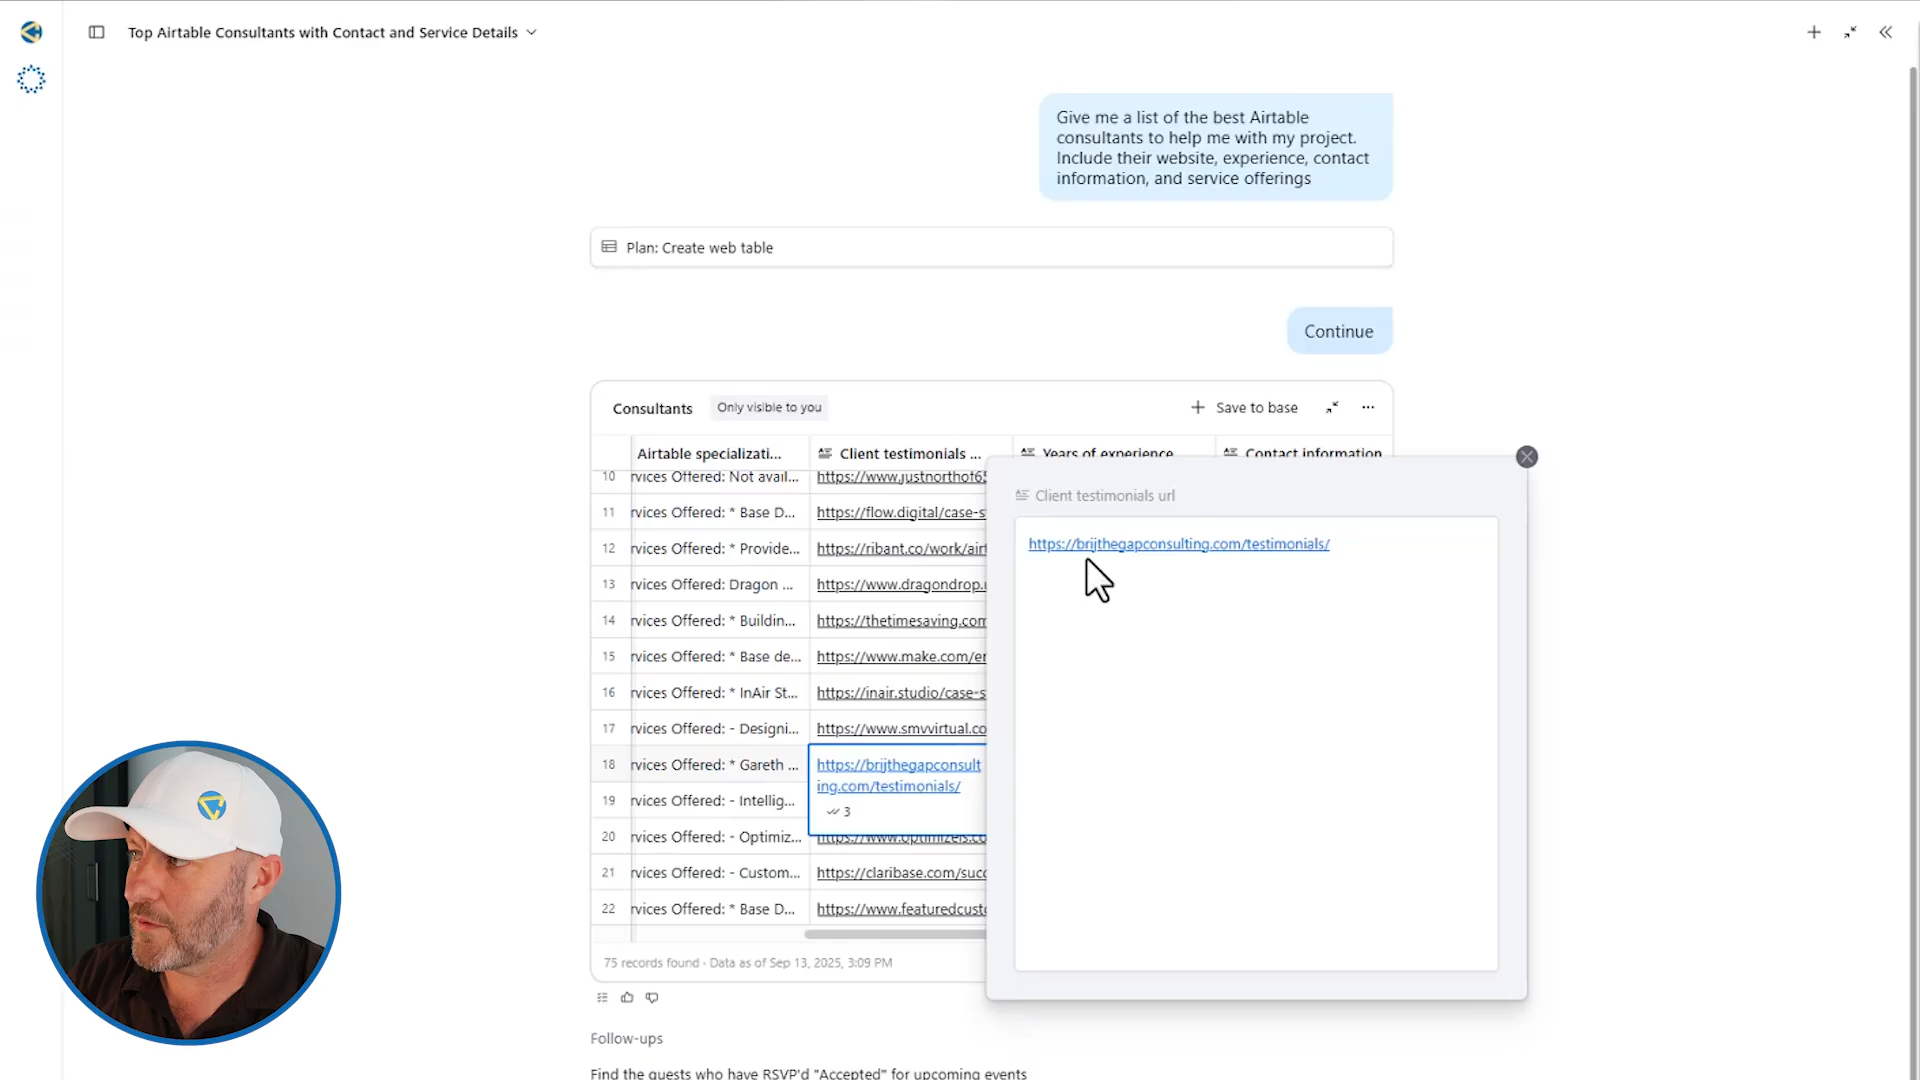 Top Airtable Consultants with Contact and Service Details
Give me a list of the best Airtable
consultants to help me with my project.
Include their website, experience, contact
information, and service offerings
Plan: Create web table
Continue
Consultants
Only visible to you
Save to base
Airtable specializati...
Client testimonials ...
Years of experience
Contact information
10 rvices Offered: Not avail... https://www.justnorthof65
11 rvices Offered: * Base D... https://flow.digital/case-s
12 rvices Offered: * Provide... https://ribant.co/work/airt
13 rvices Offered: Dragon ... https://www.dragondrop.
14 rvices Offered: * Buildin... https://thetimesaving.com
15 rvices Offered: * Base de... https://www.make.com/en
16 rvices Offered: * InAir St... https://inair.studio/case-s
17 rvices Offered: - Designi... https://www.smvvirtual.co
18 rvices Offered: * Gareth ... https://brijthegapconsult
ing.com/testimonials/
3
19 rvices Offered: - Intellig...
20 rvices Offered: - Optimiz... https://www.optimizeis.co
21 rvices Offered: - Custom... https://claribase.com/succ
22 rvices Offered: * Base D... https://www.featuredcusto
Client testimonials url
https://brijthegapconsulting.com/testimonials/
75 records found · Data as of Sep 13, 2025, 3:09 PM
Follow-ups
Find the guests who have RSVP'd "Accepted" for upcoming events